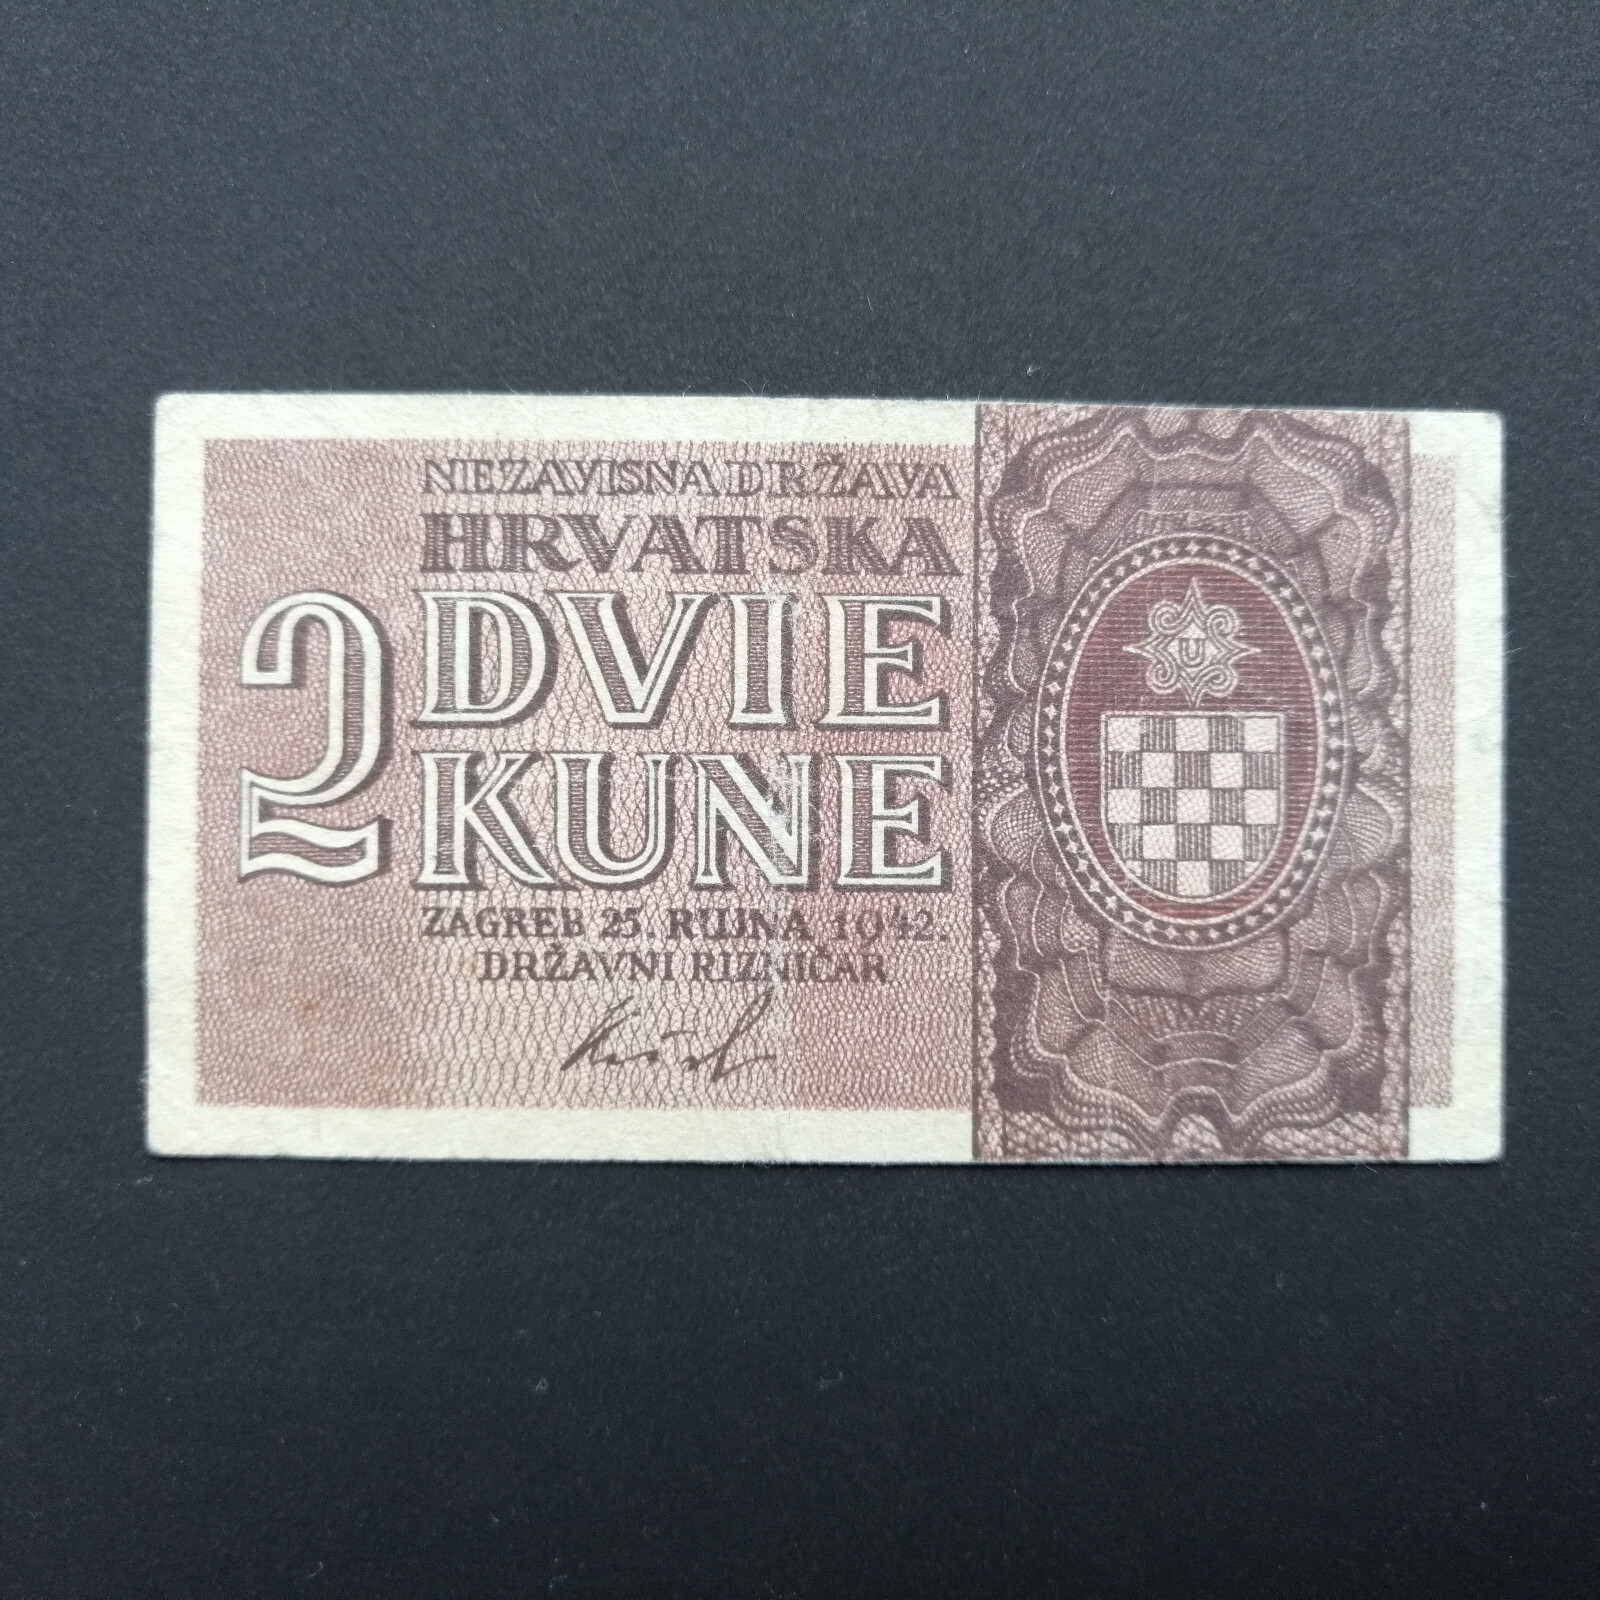 NEZAVISNA DRŽAVA
HRVATSKA
2 DVIE
KUNE
ZAGREB 25. RUJNA 1942.
DRŽAVNI RIZNIČAR
U